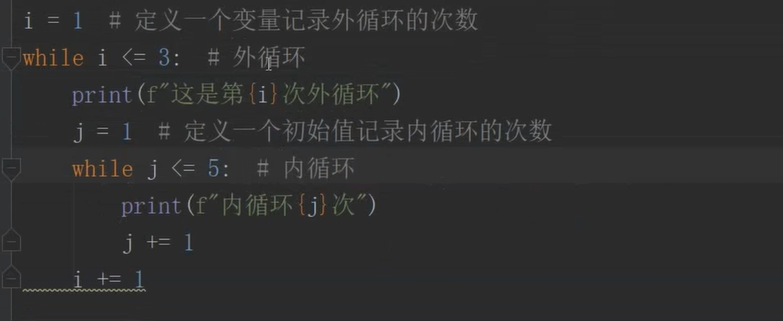 i = 1  # 定义一个变量记录外循环的次数
while i <= 3:  # 外循环
    print(f"这是第{i}次外循环")
    j = 1  # 定义一个初始值记录内循环的次数
    while j <= 5:  # 内循环
        print(f"内循环{j}次")
        j += 1
    i += 1